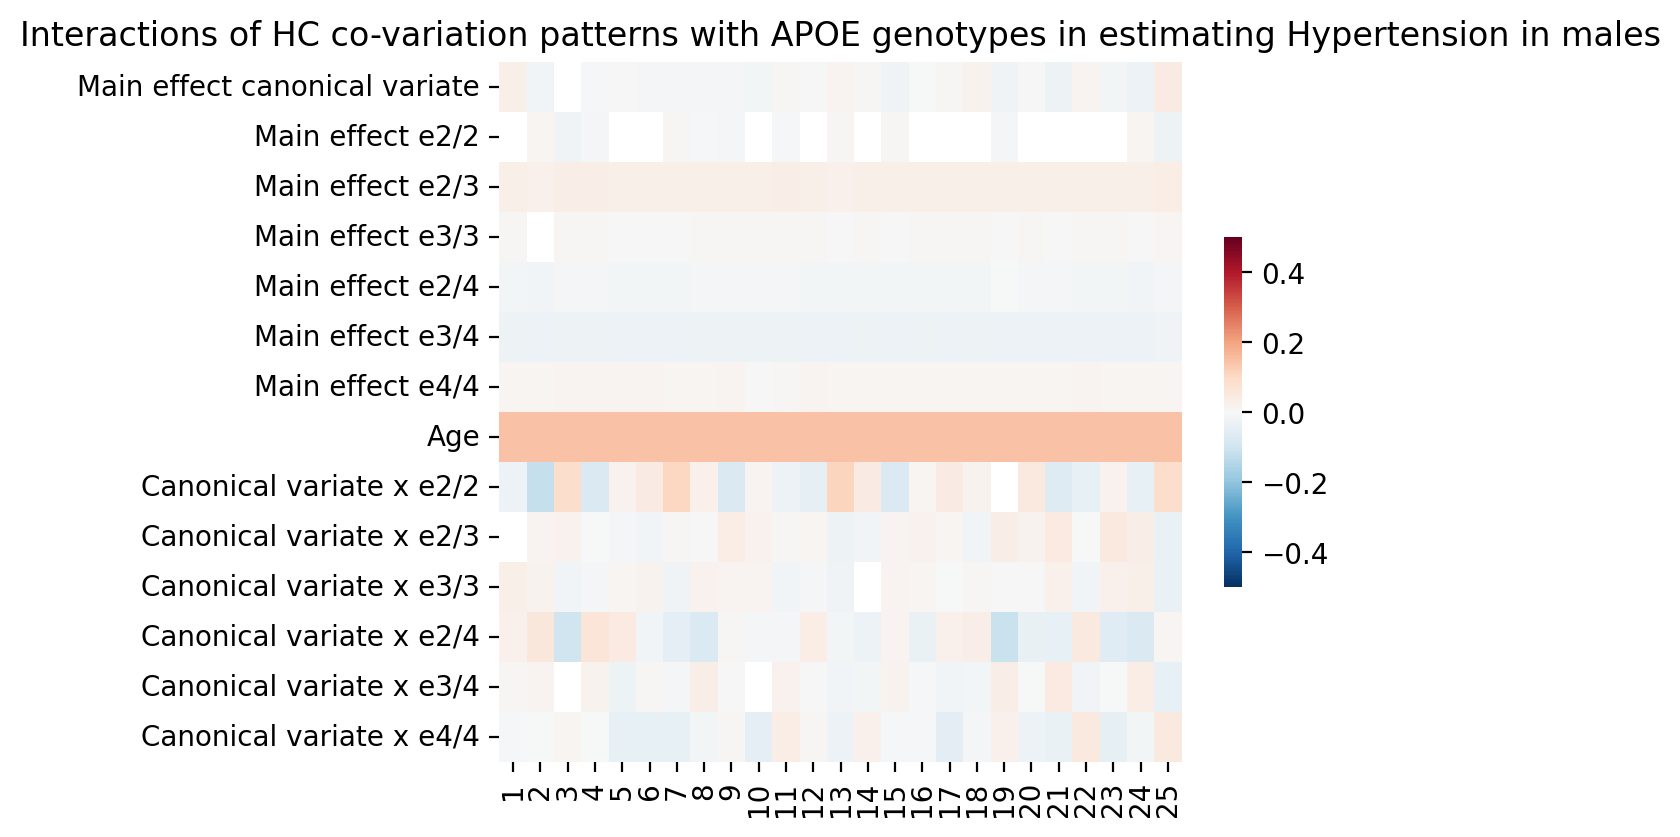 Interactions of HC co-variation patterns with APOE genotypes in estimating Hypertension in males
Main effect canonical variate
Main effect e2/2
Main effect e2/3
Main effect e3/3
Main effect e2/4
Main effect e3/4
Main effect e4/4
Age
Canonical variate x e2/2
Canonical variate x e2/3
Canonical variate x e3/3
Canonical variate x e2/4
Canonical variate x e3/4
Canonical variate x e4/4
1 2 3 4 5 6 7 8 9 10 11 12 13 14 15 16 17 18 19 20 21 22 23 24 25
0.4
0.2
0.0
−0.2
−0.4